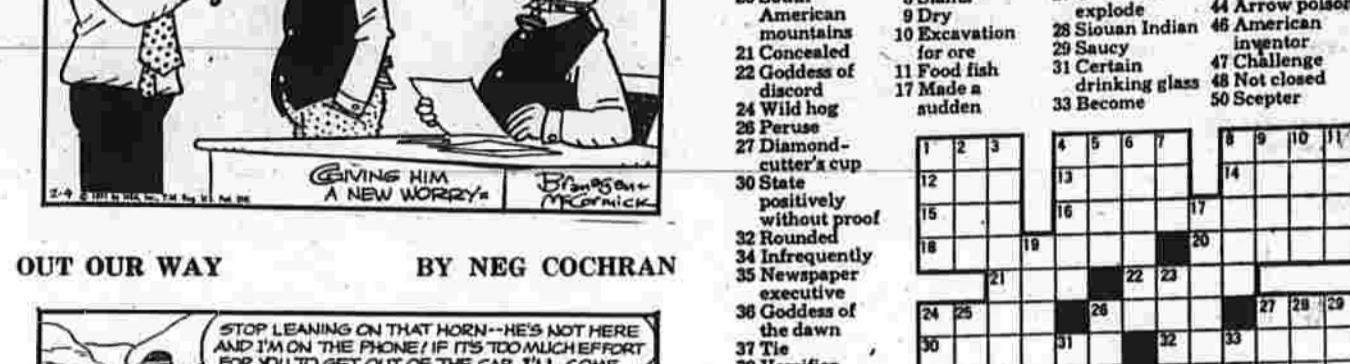 GIVING HIM
A NEW WORRY=
2-4
Branagan -
McCormick
OUT OUR WAY
BY NEG COCHRAN
STOP LEANING ON THAT HORN--HE'S NOT HERE
AND I'M ON THE PHONE! IF IT'S TOO MUCH EFFORT
American
mountains
21 Concealed
22 Goddess of
discord
24 Wild hog
26 Peruse
27 Diamond-
cutter's cup
30 State
positively
without proof
32 Rounded
34 Infrequently
35 Newspaper
executive
36 Goddess of
the dawn
37 Tie
9 Dry
10 Excavation
for ore
11 Food fish
17 Made a
sudden
explode
28 Siouan Indian
29 Saucy
31 Certain
drinking glass
33 Become
44 Arrow poison
46 American
inventor
47 Challenge
48 Not closed
50 Scepter
1 2 3 4 5 6 7 8 9 10 11
12 13 14
15 16 17
18 19 20
21 22 23
24 25 26 27 28 29
30 31 32 33